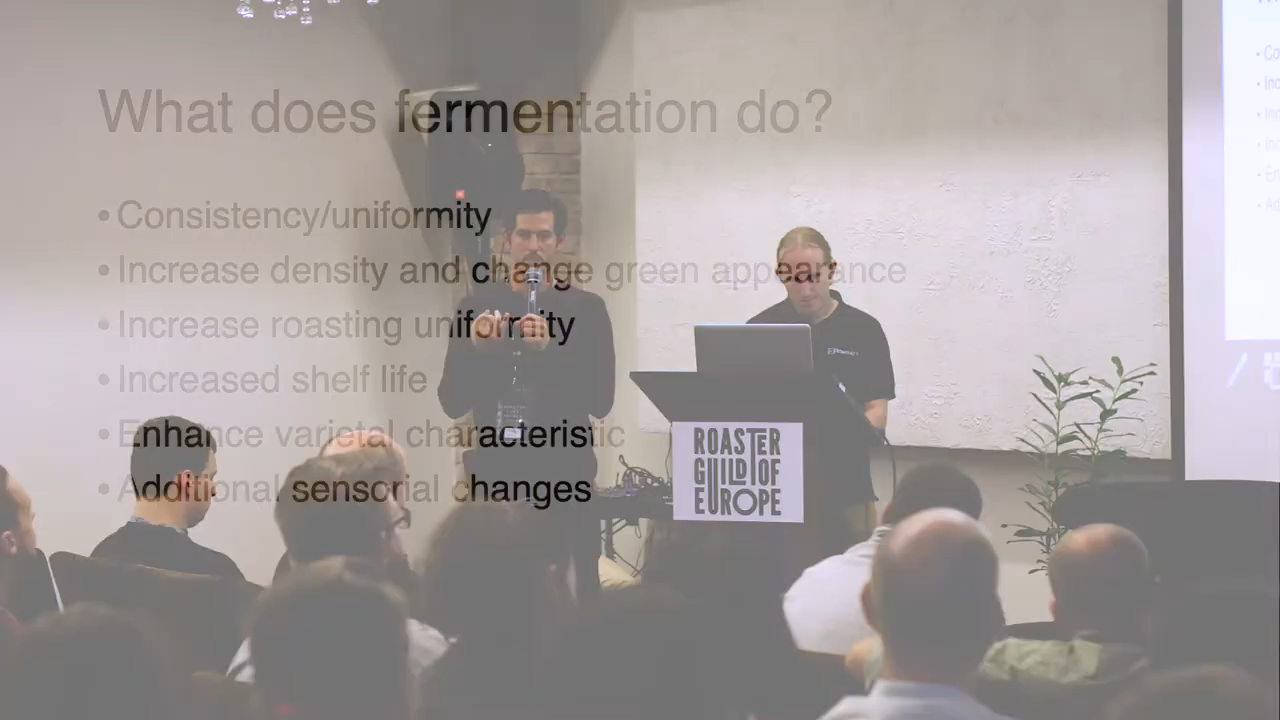 What does fermentation do?
• Consistency/uniformity
• Increase density and change green appearance
• Increase roasting uniformity
• Increased shelf life
• Enhance varietal characteristic
• Additional sensorial changes
ROASTER
GUILD OF
EUROPE